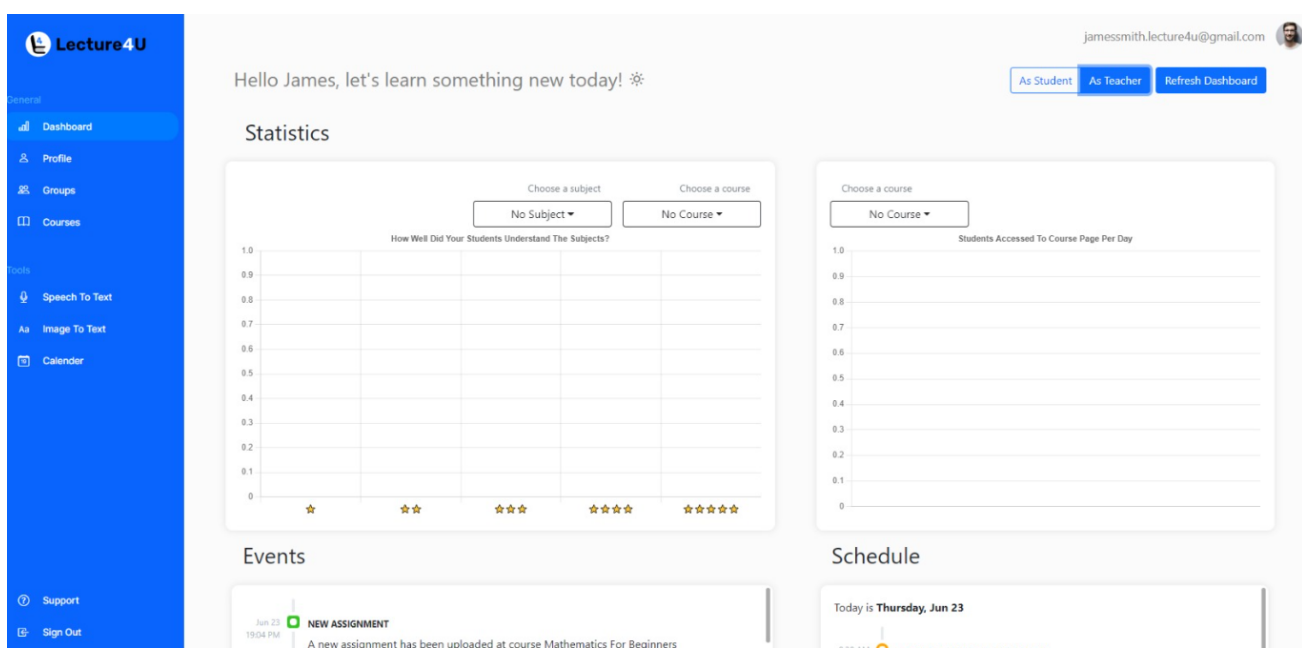 Lecture4U
jamessmith.lecture4u@gmail.com
Hello James, let's learn something new today!
As Student
As Teacher
Refresh Dashboard
General
Dashboard
Profile
Groups
Courses
Tools
Speech To Text
Aa Image To Text
Calender
Support
Sign Out
Statistics
Choose a subject
Choose a course
No Subject
No Course
How Well Did Your Students Understand The Subjects?
1.0
0.9
0.8
0.7
0.6
0.5
0.4
0.3
0.2
0.1
0
Choose a course
No Course
Students Accessed To Course Page Per Day
1.0
0.9
0.8
0.7
0.6
0.5
0.4
0.3
0.2
0.1
0
Events
Jun 23
19:04 PM
NEW ASSIGNMENT
A new assignment has been uploaded at course Mathematics For Beginners
Schedule
Today is Thursday, Jun 23